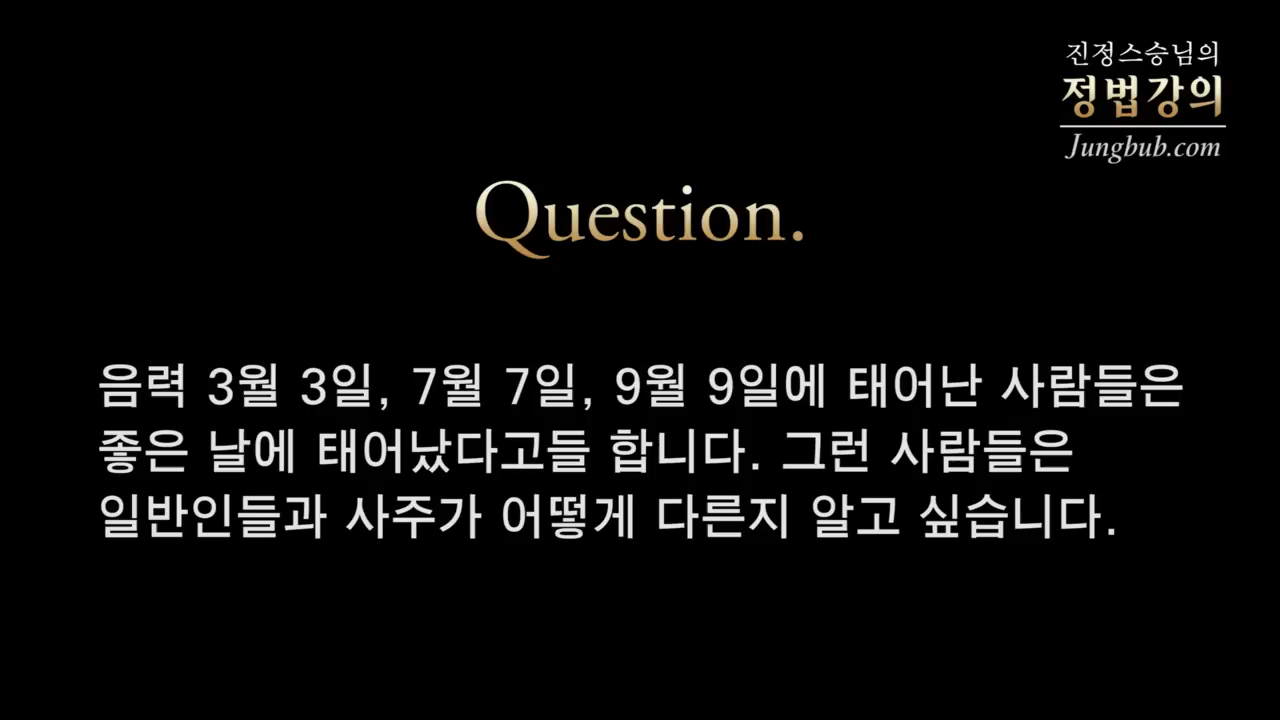 진정스승님의
정법강의
Jungbub.com
Question.
음력 3월 3일, 7월 7일, 9월 9일에 태어난 사람들은
좋은 날에 태어났다고들 합니다. 그런 사람들은
일반인들과 사주가 어떻게 다른지 알고 싶습니다.